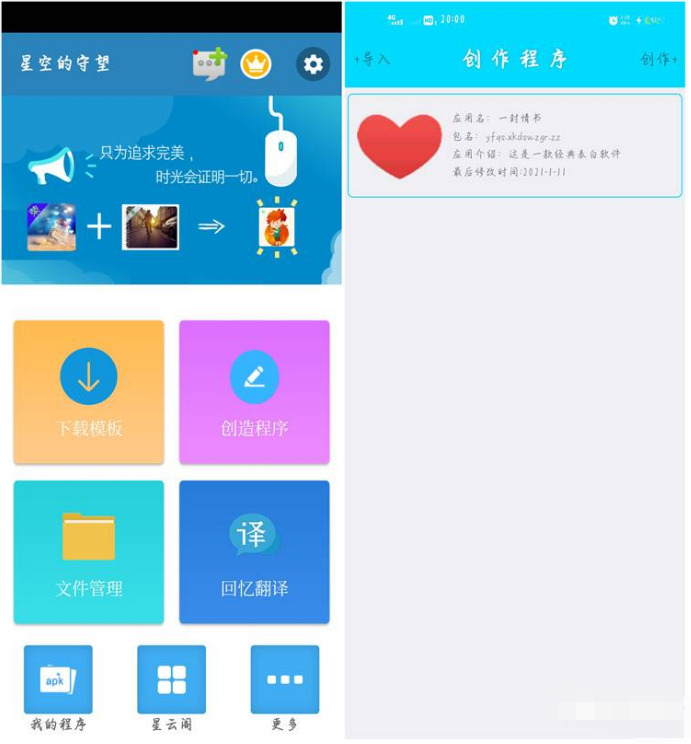 星空的守望
只为追求完美，
时光会证明一切。
荣
下载模板
创造程序
文件管理
译
回忆翻译
apk
我的程序
星云阁
更多
4G
HD
20:00
+导入
创作程序
创作+
应用名：一封情书
包名：yfqs.xkdsw.zgr.zz
应用介绍：这是一款经典表白软件
最后修改时间:2021-1-11